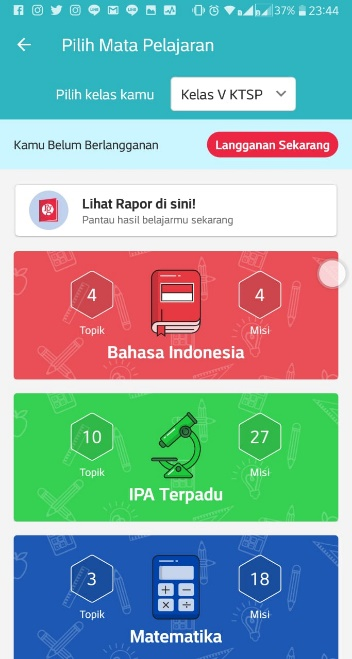 37% 23:44
Pilih Mata Pelajaran
Pilih kelas kamu Kelas V KTSP
Kamu Belum Berlangganan Langganan Sekarang
Lihat Rapor di sini!
Pantau hasil belajarmu sekarang
4 4
Topik Misi
Bahasa Indonesia
10 27
Topik Misi
IPA Terpadu
3 18
Topik Misi
Matematika